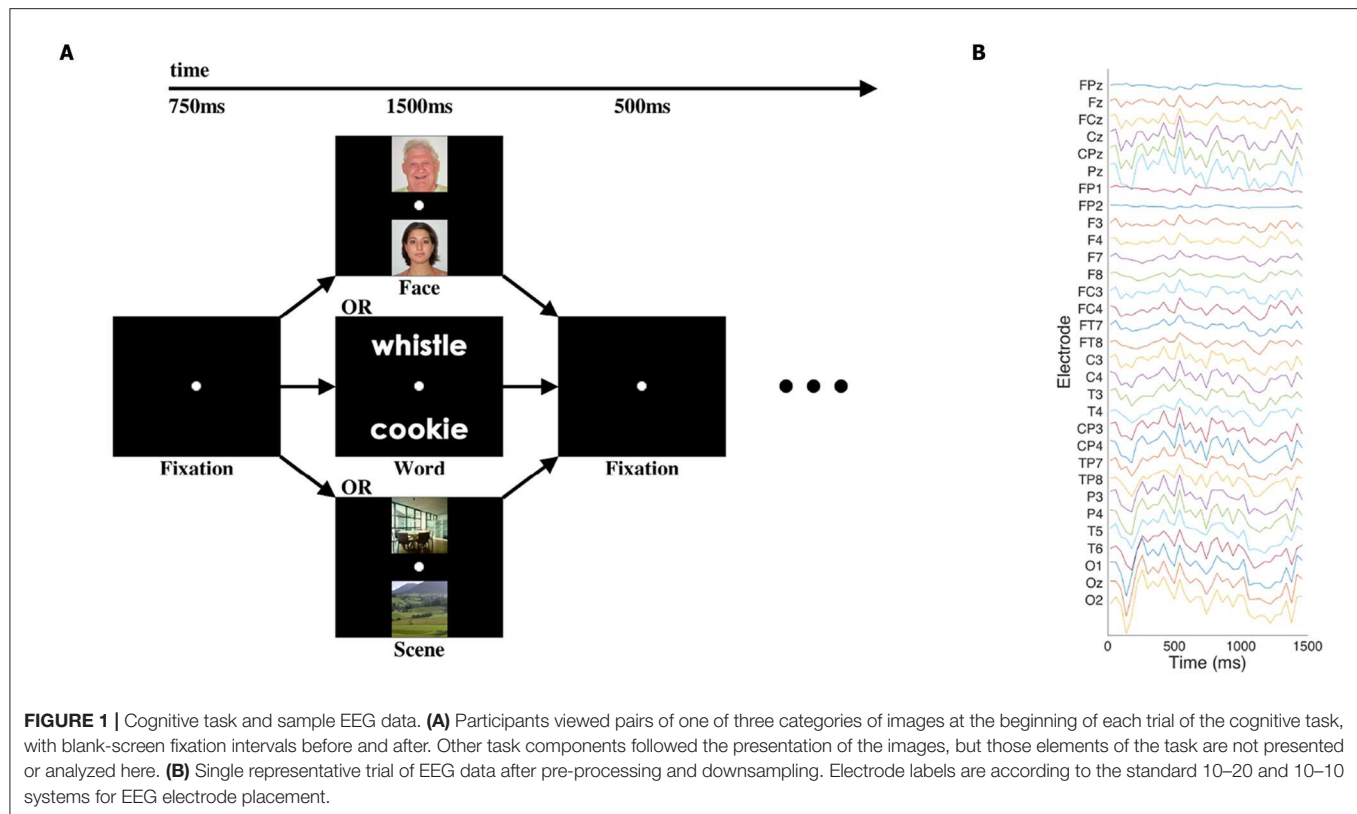 A
time
750ms
1500ms
500ms
Face
OR
whistle
cookie
Fixation
Word
Fixation
OR
Scene
B
FPz
Fz
FCz
Cz
CPz
Pz
FP1
FP2
F3
F4
F7
F8
FC3
FC4
FT7
FT8
C3
C4
T3
T4
CP3
CP4
TP7
TP8
P3
P4
T5
T6
O1
Oz
O2
Electrode
0
500
1000
1500
Time (ms)
FIGURE 1 | Cognitive task and sample EEG data. (A) Participants viewed pairs of one of three categories of images at the beginning of each trial of the cognitive task,
with blank-screen fixation intervals before and after. Other task components followed the presentation of the images, but those elements of the task are not presented
or analyzed here. (B) Single representative trial of EEG data after pre-processing and downsampling. Electrode labels are according to the standard 10–20 and 10–10
systems for EEG electrode placement.